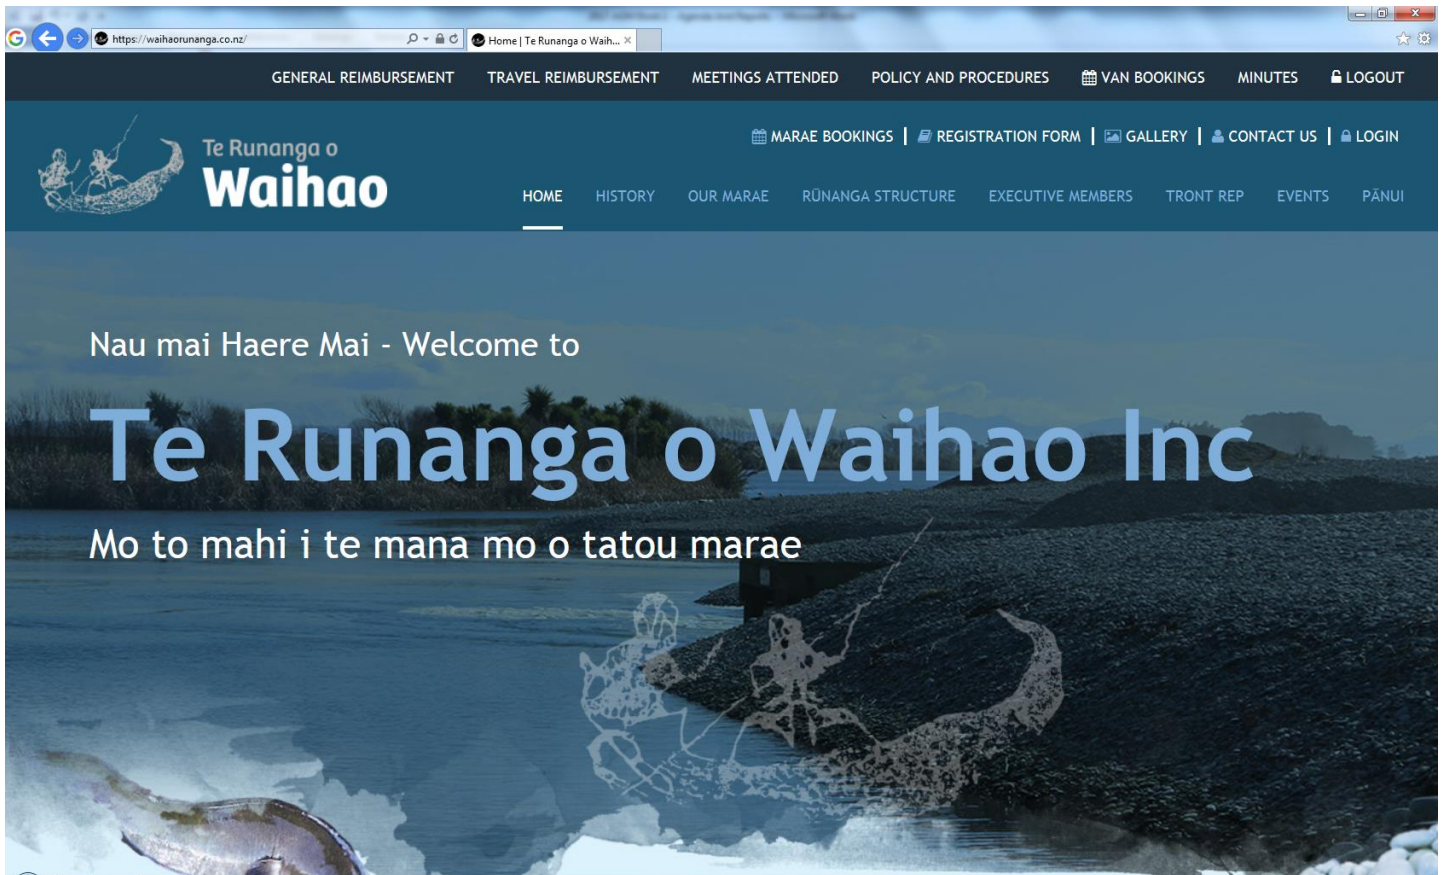 https://waihaorunanga.co.nz/
Home | Te Runanga o Waih...
GENERAL REIMBURSEMENT TRAVEL REIMBURSEMENT MEETINGS ATTENDED POLICY AND PROCEDURES VAN BOOKINGS MINUTES LOGOUT
MARAE BOOKINGS | REGISTRATION FORM | GALLERY | CONTACT US | LOGIN
Te Runanga o
Waihao
HOME HISTORY OUR MARAE RŪNANGA STRUCTURE EXECUTIVE MEMBERS TRONT REP EVENTS PĀNUI
Nau mai Haere Mai - Welcome to
Te Runanga o Waihao Inc
Mo to mahi i te mana mo o tatou marae